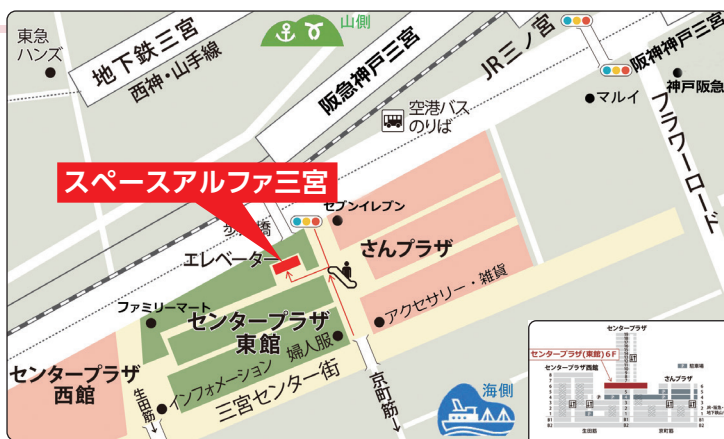 東急
ハンズ
地下鉄三宮
西神・山手線
山側
阪急神戸三宮
JR三ノ宮
阪神神戸三宮
神戸阪急
マルイ
フラワーロード
空港バス
のりば
スペースアルファ三宮
セブンイレブン
エレベーター
さんプラザ
ファミリーマート
センタープラザ
東館
アクセサリー・雑貨
婦人服
インフォメーション
三宮センター街
センタープラザ
西館
生田筋
京町筋
海側
センタープラザ
センタープラザ(東館)6F
センタープラザ西館
さんプラザ
駐車場
生田筋
京町筋